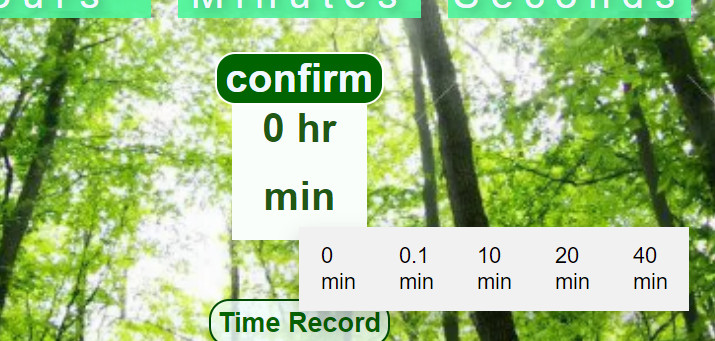 ours Minutes Seconds
confirm
0 hr
min
0 min
0.1 min
10 min
20 min
40 min
Time Record